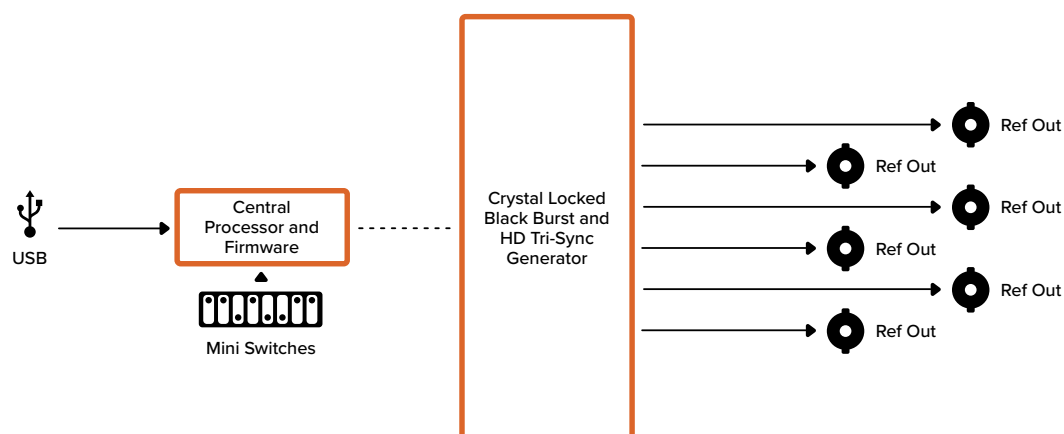 USB
Central
Processor and
Firmware
Mini Switches
Crystal Locked
Black Burst and
HD Tri-Sync
Generator
Ref Out
Ref Out
Ref Out
Ref Out
Ref Out
Ref Out